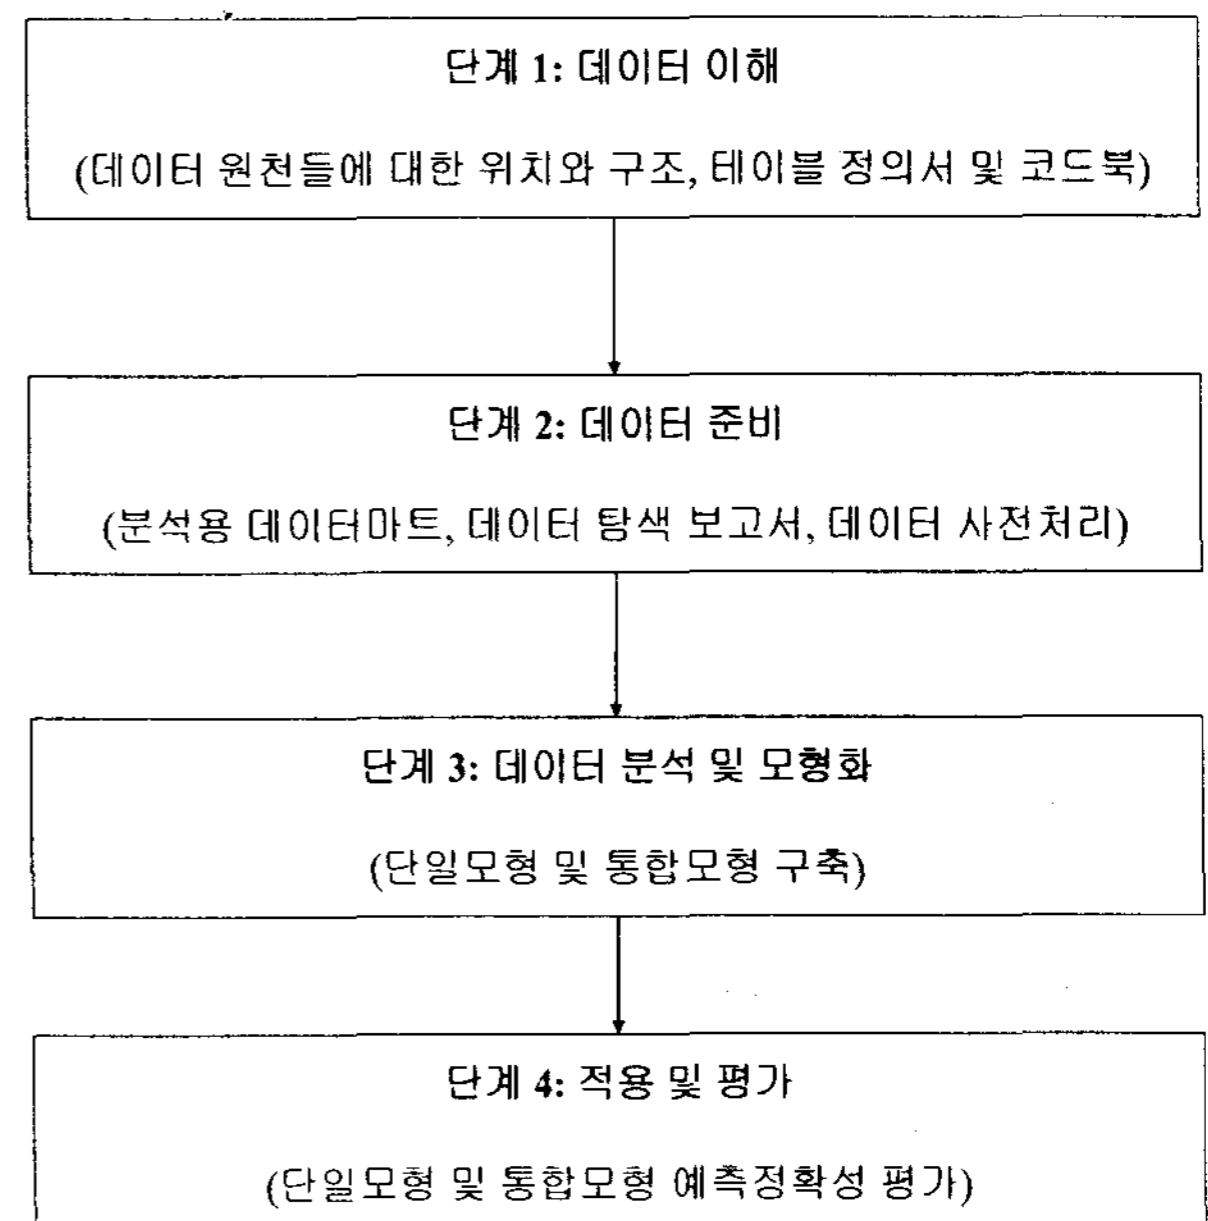 단계 1: 데이터 이해
(데이터 원천들에 대한 위치와 구조, 테이블 정의서 및 코드북)
단계 2: 데이터 준비
(분석용 데이터마트, 데이터 탐색 보고서, 데이터 사전처리)
단계 3: 데이터 분석 및 모형화
(단일모형 및 통합모형 구축)
단계 4: 적용 및 평가
(단일모형 및 통합모형 예측정확성 평가)